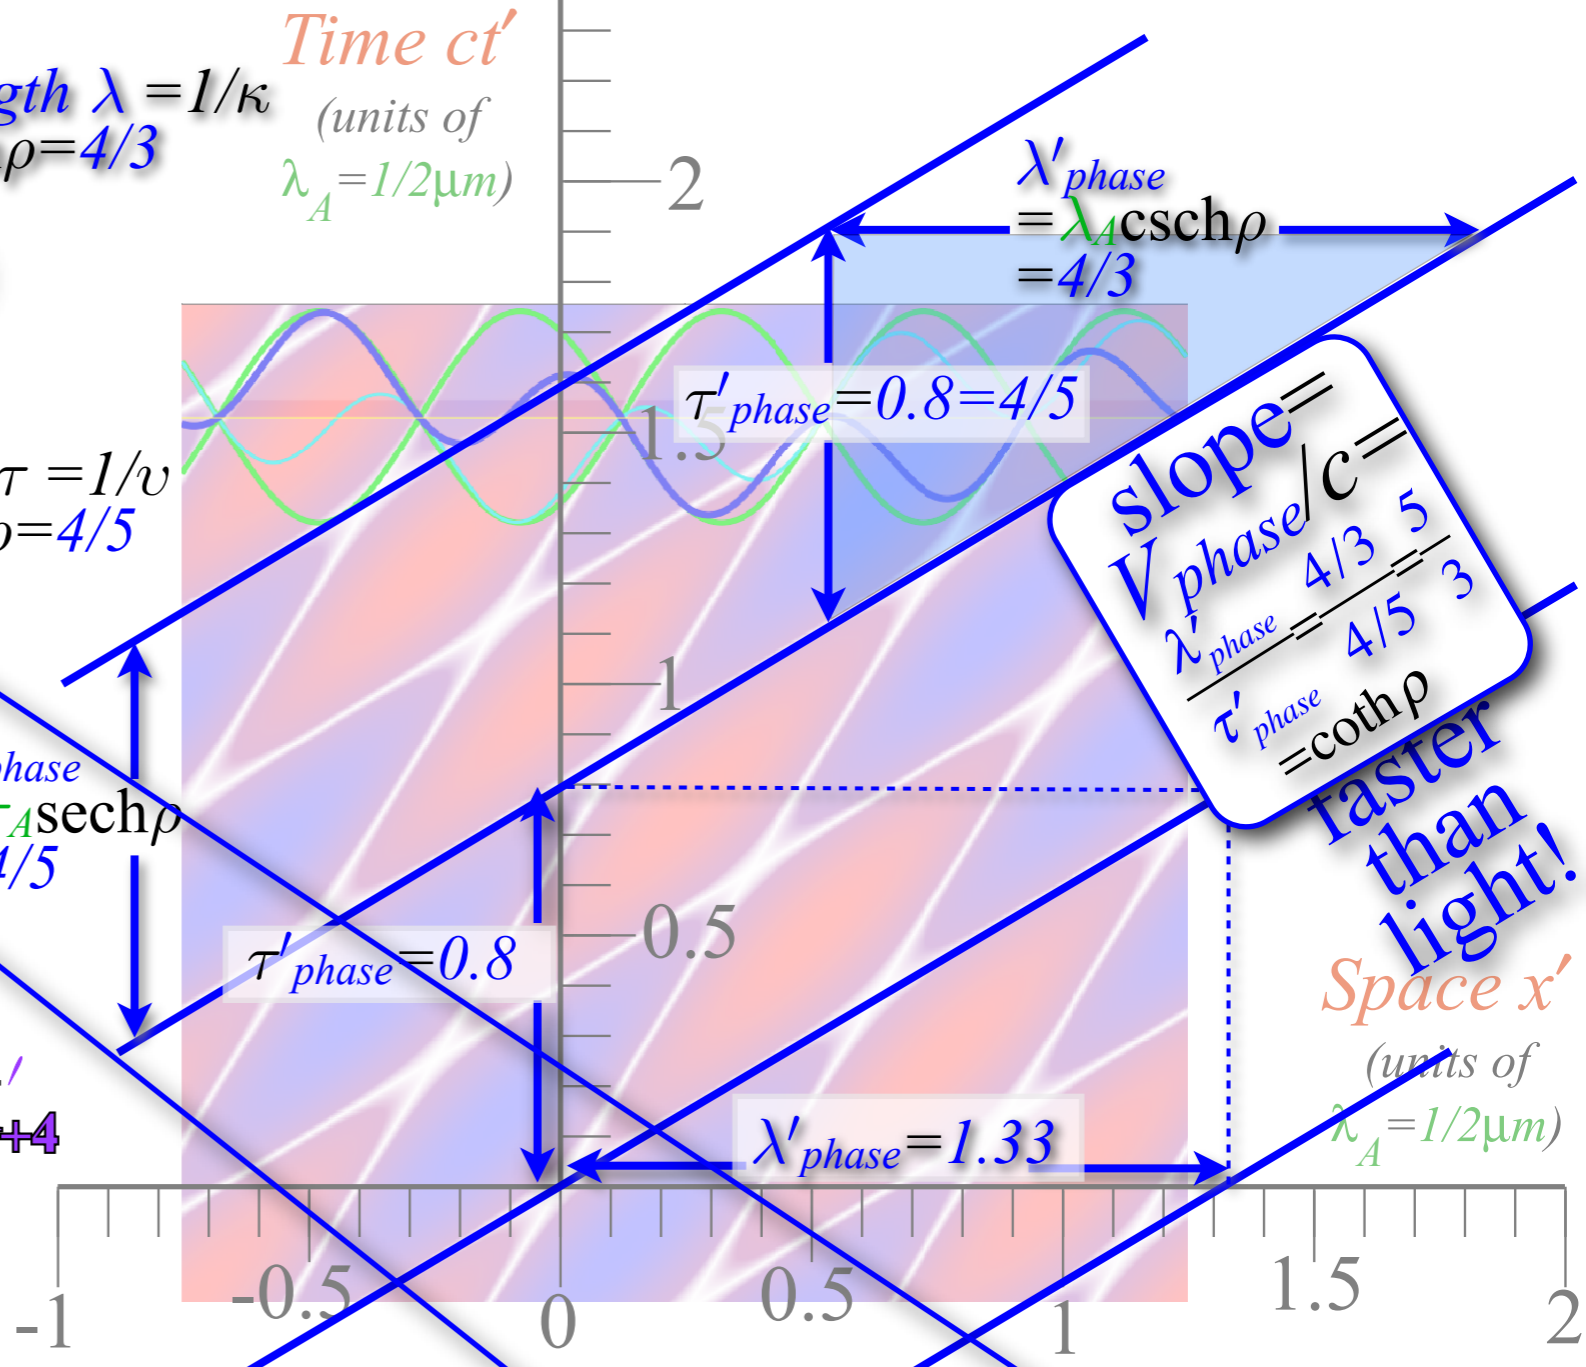 Time ct′
(units of
λA=1/2μm)
gth λ =1/κ
ρ=4/3
2
λ′phase
=λAcschρ
=4/3
τ′phase=0.8=4/5
1.5
τ =1/υ
ρ=4/5
slope=
Vphase/c=
λ′phase = 4/3 = 5
τ′phase 4/5 3
=cothρ
faster
than
light!
1
phase
τAsechρ
4/5
0.5
τ′phase=0.8
Space x′
(units of
λA=1/2μm)
′
+4
λ′phase=1.33
-1
-0.5
0
0.5
1
1.5
2